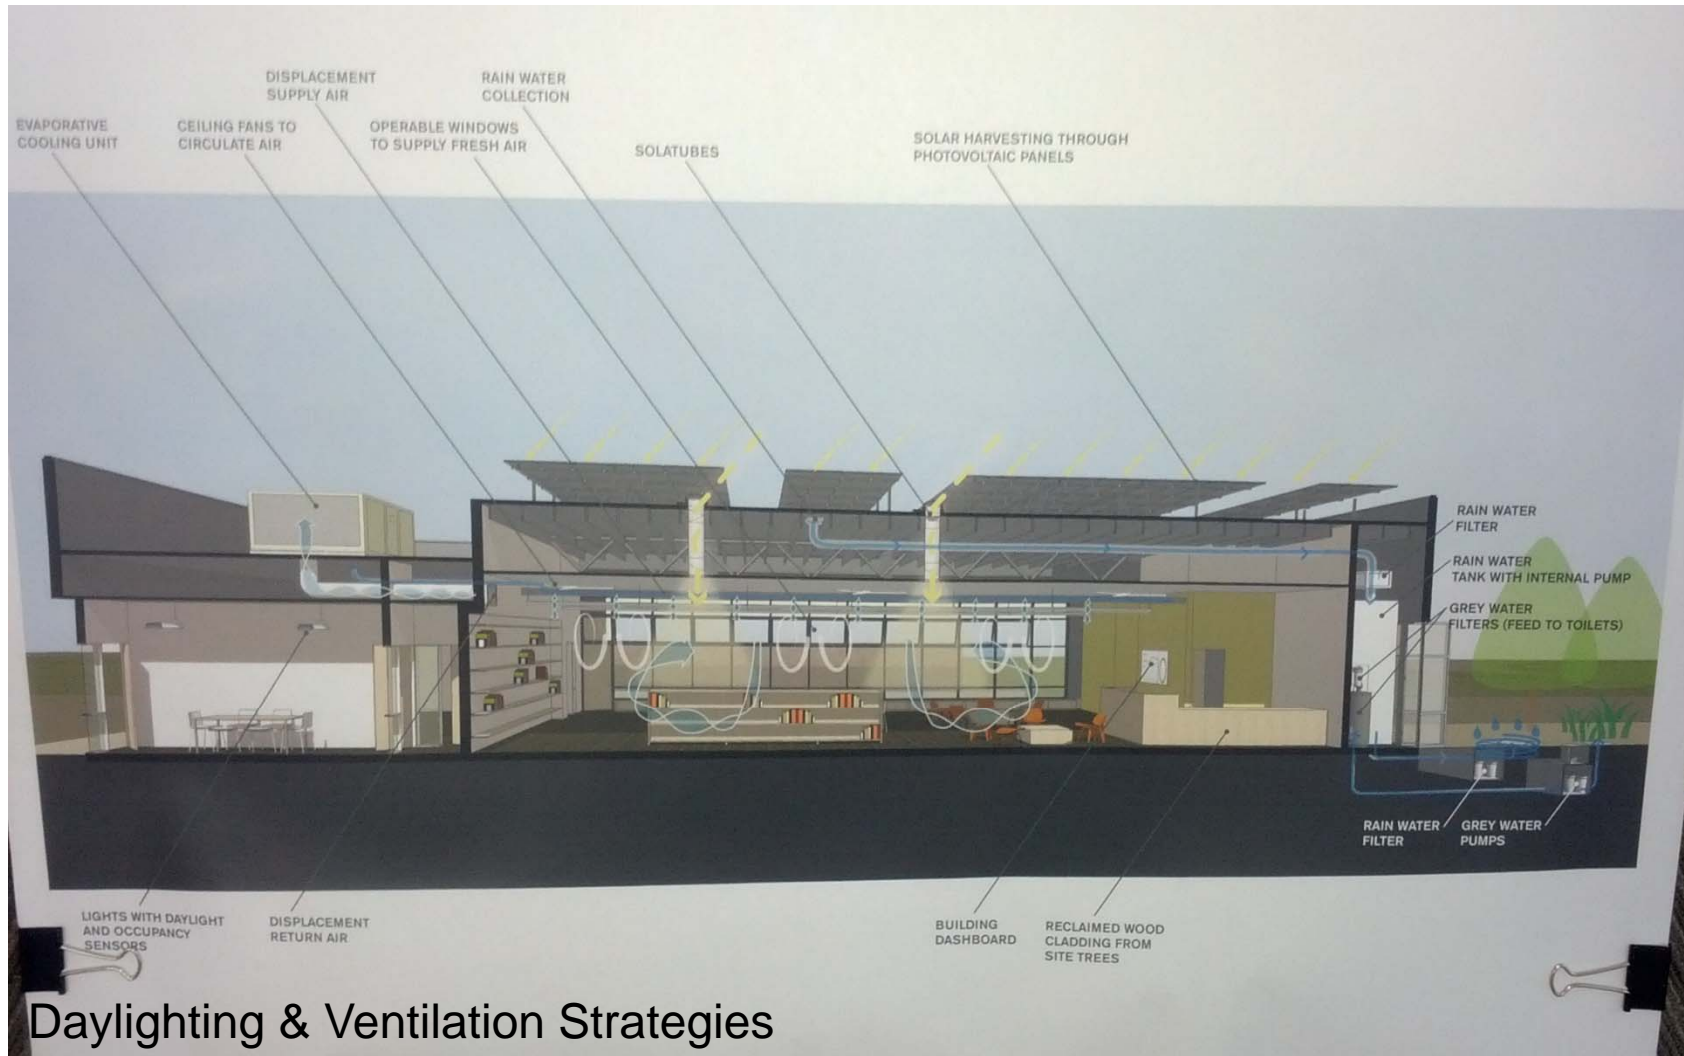 DISPLACEMENT
SUPPLY AIR
RAIN WATER
COLLECTION
EVAPORATIVE
COOLING UNIT
CEILING FANS TO
CIRCULATE AIR
OPERABLE WINDOWS
TO SUPPLY FRESH AIR
SOLATUBES
SOLAR HARVESTING THROUGH
PHOTOVOLTAIC PANELS
RAIN WATER
FILTER
RAIN WATER
TANK WITH INTERNAL PUMP
GREY WATER
FILTERS (FEED TO TOILETS)
RAIN WATER
FILTER
GREY WATER
PUMPS
LIGHTS WITH DAYLIGHT
AND OCCUPANCY
SENSORS
DISPLACEMENT
RETURN AIR
BUILDING
DASHBOARD
RECLAIMED WOOD
CLADDING FROM
SITE TREES
Daylighting & Ventilation Strategies